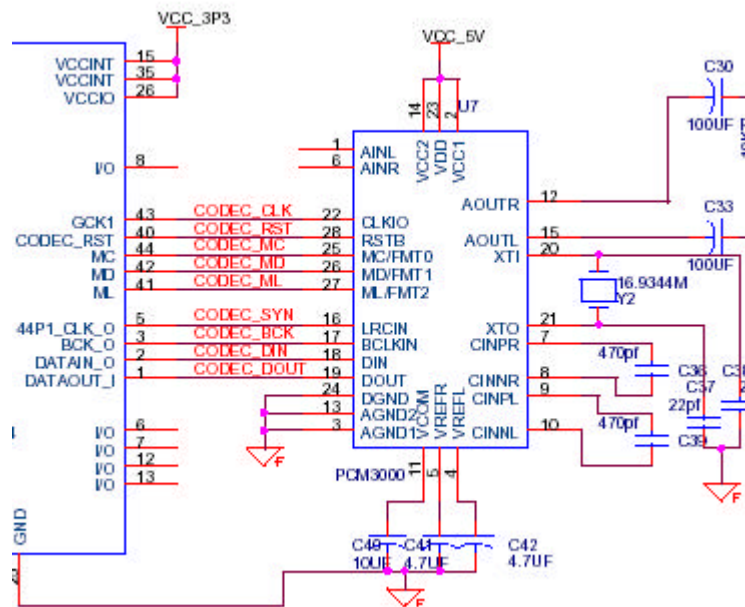 VCC_3P3
VCC_5V
C30
100UF
15 VCCINT
35 VCCINT
26 VCCIO
U7
14 23 2
VCC2 VDD VCC1
1 AINL
6 AINR
I/O 8
AOUTR 12
GCK1 43 CODEC_CLK 22 CLKIO
CODEC_RST 40 CODEC_RST 28 RSTB
MC 44 CODEC_MC 25 MC/FMT0
MD 42 CODEC_MD 26 MD/FMT1
ML 41 CODEC_ML 27 ML/FMT2
AOUTL 15
XTI 20
C33
100UF
16.9344M
Y2
44P1_CLK_O 5 CODEC_SYN 16 LRCIN
BCK_O 3 CODEC_BCK 17 BCLKIN
DATAIN_O 2 CODEC_DIN 18 DIN
DATAOUT_I 1 CODEC_DOUT 19 DOUT
24 DGND
13 AGND2
3 AGND1
XTO 21
CINPR 7
CINNR 8
CINPL 9
CINNL 10
470pf
C36
C37
22pf
470pf
C39
I/O 6
I/O 7
I/O 12
I/O 13
VCOM VREFR VREFL
11 5 4
PCM3000
F
F
GND
C40
10UF
C41
4.7UF
C42
4.7UF
F